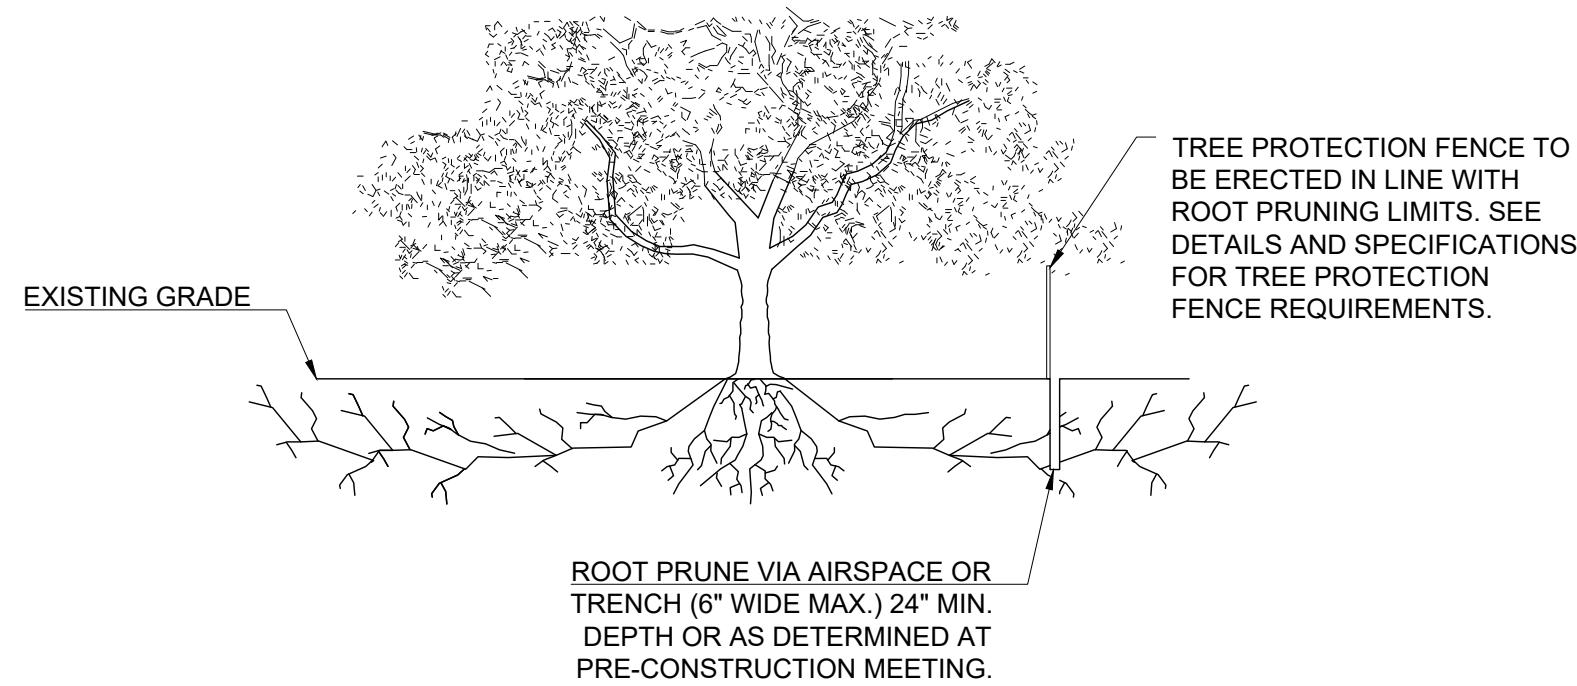 TREE PROTECTION FENCE TO
BE ERECTED IN LINE WITH
ROOT PRUNING LIMITS. SEE
DETAILS AND SPECIFICATIONS
FOR TREE PROTECTION
FENCE REQUIREMENTS.
EXISTING GRADE
ROOT PRUNE VIA AIRSPACE OR
TRENCH (6" WIDE MAX.) 24" MIN.
DEPTH OR AS DETERMINED AT
PRE-CONSTRUCTION MEETING.